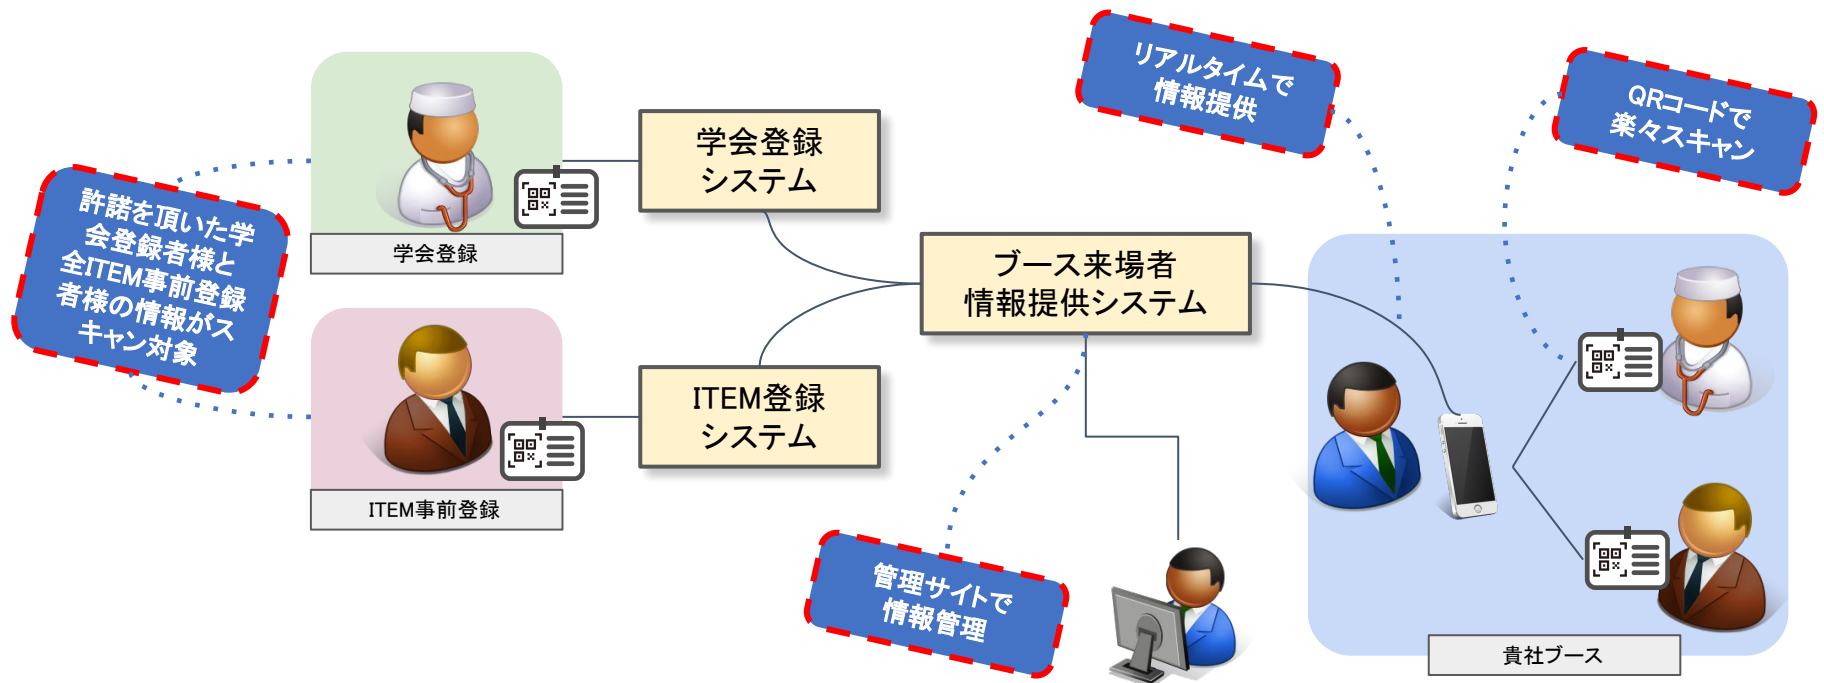 リアルタイムで
情報提供
QRコードで
楽々スキャン
学会登録
システム
許諾を頂いた学
会登録者様と
全ITEM事前登録
者様の情報がス
キャン対象
学会登録
ブース来場者
情報提供システム
ITEM登録
システム
ITEM事前登録
管理サイトで
情報管理
貴社ブース